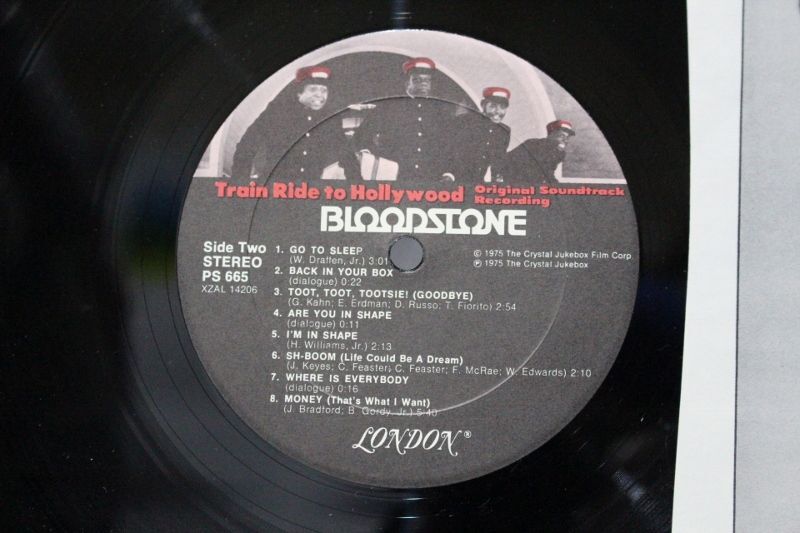 Train Ride to Hollywood Original Soundtrack Recording
BLOODSTONE
Side Two
STEREO
PS 665
XZAL 14206
1. GO TO SLEEP
(W. Draffen, Jr.) 3:01
2. BACK IN YOUR BOX
(dialogue) 0:22
3. TOOT, TOOT, TOOTSIE! (GOODBYE)
(G. Kahn; E. Erdman; D. Russo; T. Fiorito) 2:54
4. ARE YOU IN SHAPE
(dialogue) 0:11
5. I'M IN SHAPE
(H. Williams, Jr.) 2:13
6. SH-BOOM (Life Could Be A Dream)
(J. Keyes; C. Feaster; C. Feaster; F. McRae; W. Edwards) 2:10
7. WHERE IS EVERYBODY
(dialogue) 0:16
8. MONEY (That's What I Want)
(J. Bradford; B. Gordy, Jr.) 5:40
© 1975 The Crystal Jukebox Film Corp.
℗ 1975 The Crystal Jukebox
LONDON®